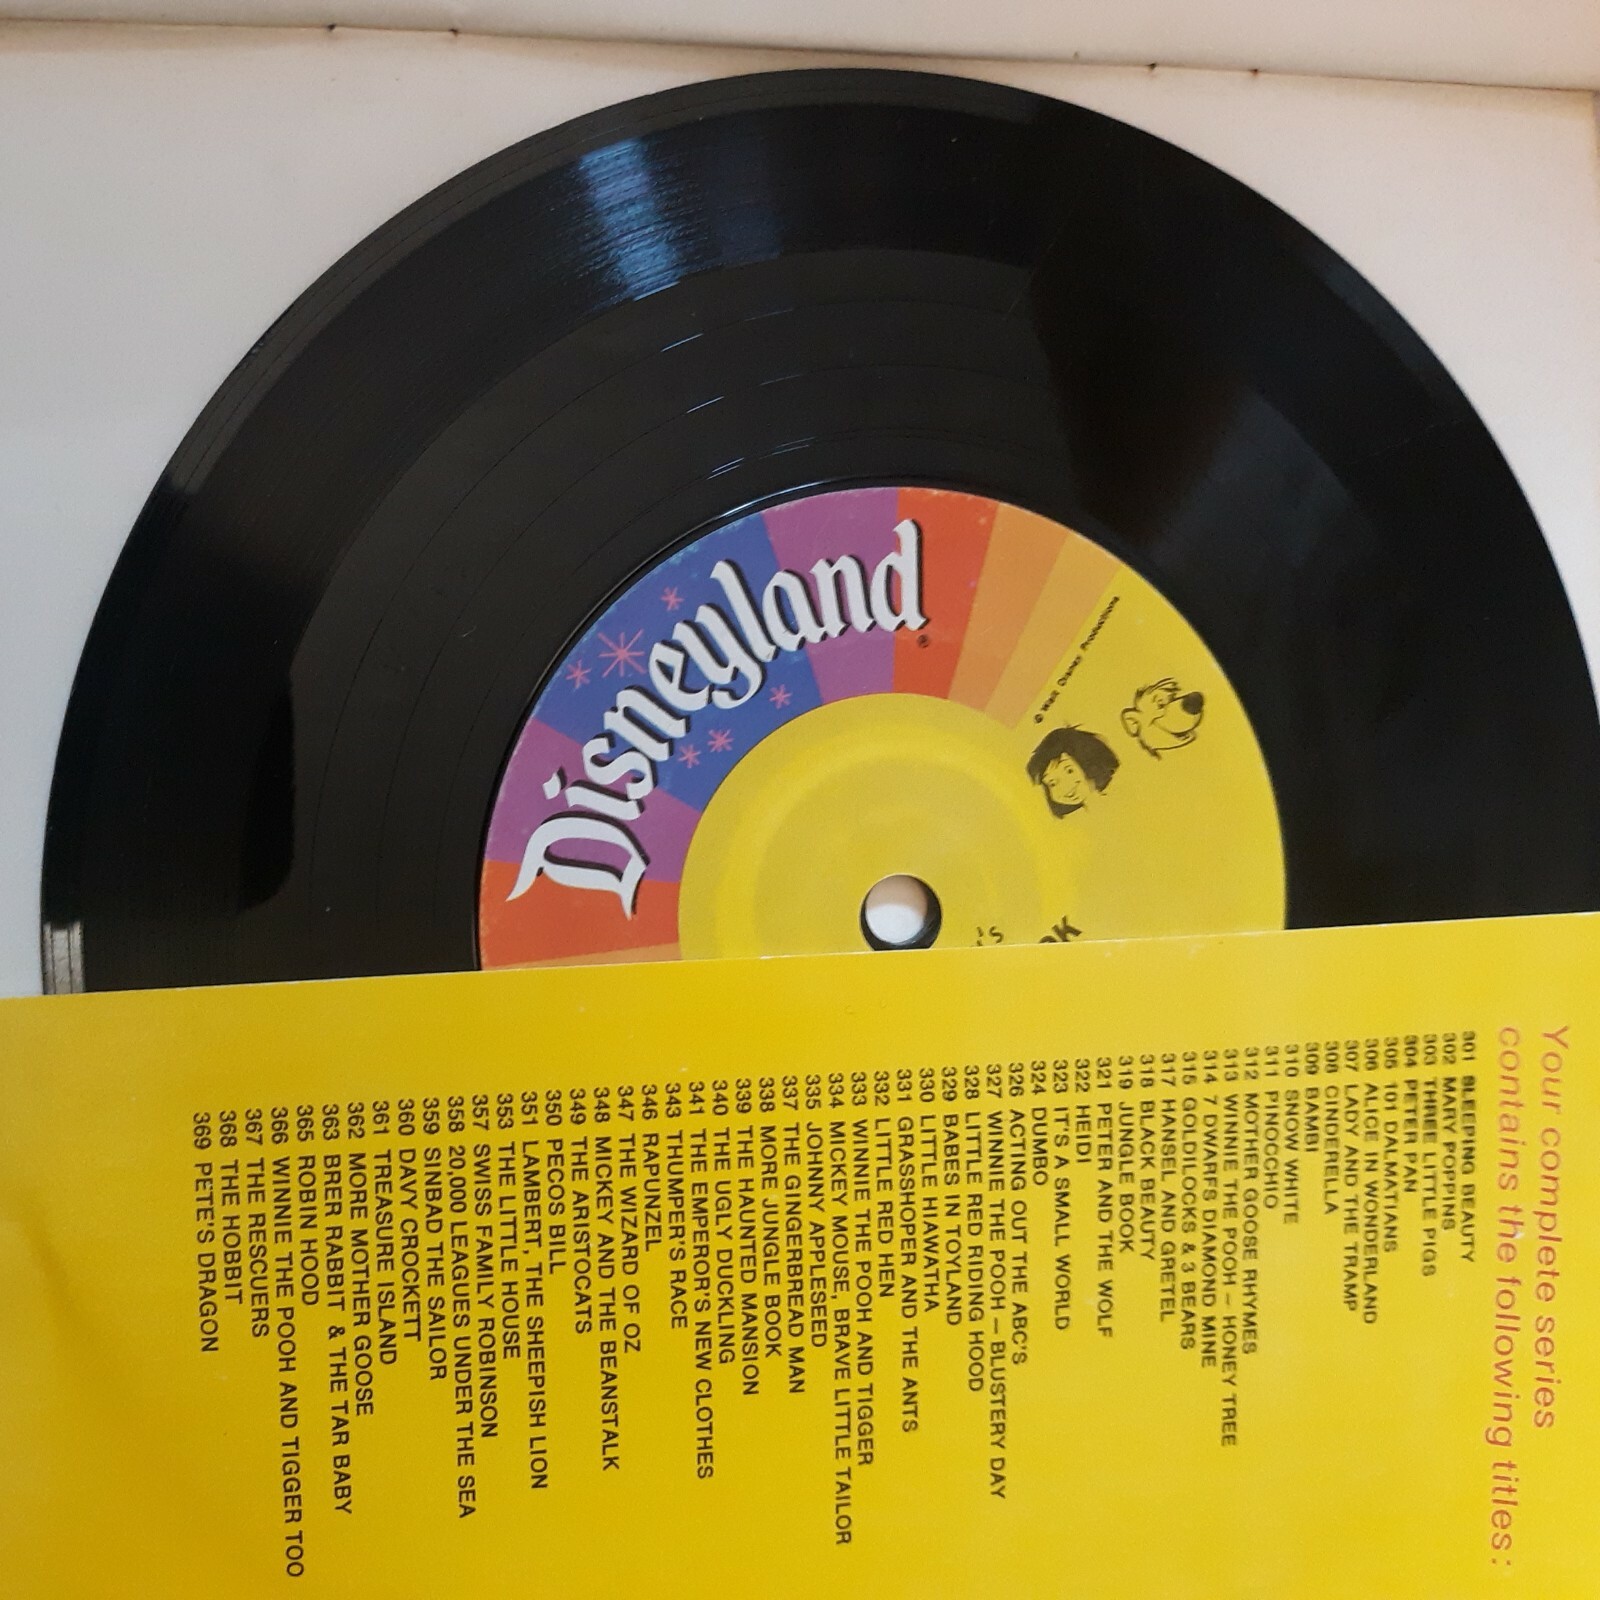 Disneyland®
© Walt Disney Productions
Your complete series
contains the following titles:
301 SLEEPING BEAUTY
302 MARY POPPINS
303 THREE LITTLE PIGS
304 PETER PAN
305 101 DALMATIANS
306 ALICE IN WONDERLAND
307 LADY AND THE TRAMP
308 CINDERELLA
309 BAMBI
310 SNOW WHITE
311 PINOCCHIO
312 MOTHER GOOSE RHYMES
313 WINNIE THE POOH – HONEY TREE
314 7 DWARFS DIAMOND MINE
315 GOLDILOCKS & 3 BEARS
317 HANSEL AND GRETEL
318 BLACK BEAUTY
319 JUNGLE BOOK
321 PETER AND THE WOLF
322 HEIDI
323 IT'S A SMALL WORLD
324 DUMBO
326 ACTING OUT THE ABC'S
327 WINNIE THE POOH – BLUSTERY DAY
328 LITTLE RED RIDING HOOD
329 BABES IN TOYLAND
330 LITTLE HIAWATHA
331 GRASSHOPER AND THE ANTS
332 LITTLE RED HEN
333 WINNIE THE POOH AND TIGGER
334 MICKEY MOUSE, BRAVE LITTLE TAILOR
335 JOHNNY APPLESEED
337 THE GINGERBREAD MAN
338 MORE JUNGLE BOOK
339 THE HAUNTED MANSION
340 THE UGLY DUCKLING
341 THE EMPEROR'S NEW CLOTHES
343 THUMPER'S RACE
346 RAPUNZEL
347 THE WIZARD OF OZ
348 MICKEY AND THE BEANSTALK
349 THE ARISTOCATS
350 PECOS BILL
351 LAMBERT, THE SHEEPISH LION
353 THE LITTLE HOUSE
357 SWISS FAMILY ROBINSON
358 20,000 LEAGUES UNDER THE SEA
359 SINBAD THE SAILOR
360 DAVY CROCKETT
361 TREASURE ISLAND
362 MORE MOTHER GOOSE
363 BRER RABBIT & THE TAR BABY
365 ROBIN HOOD
366 WINNIE THE POOH AND TIGGER TOO
367 THE RESCUERS
368 THE HOBBIT
369 PETE'S DRAGON